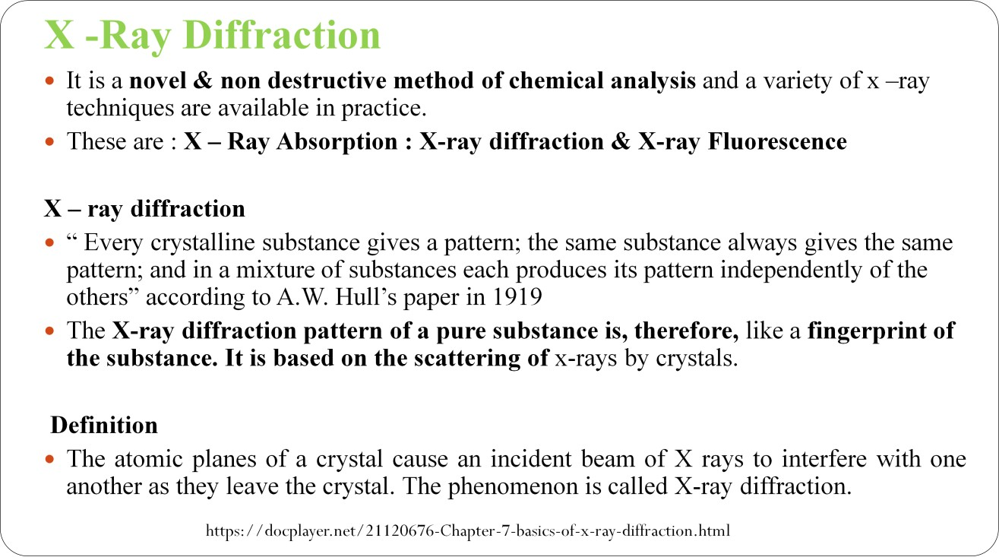 X -Ray Diffraction
• It is a novel & non destructive method of chemical analysis and a variety of x –ray
techniques are available in practice.
• These are : X – Ray Absorption : X-ray diffraction & X-ray Fluorescence
X – ray diffraction
• “ Every crystalline substance gives a pattern; the same substance always gives the same
pattern; and in a mixture of substances each produces its pattern independently of the
others” according to A.W. Hull’s paper in 1919
• The X-ray diffraction pattern of a pure substance is, therefore, like a fingerprint of
the substance. It is based on the scattering of x-rays by crystals.
Definition
• The atomic planes of a crystal cause an incident beam of X rays to interfere with one
another as they leave the crystal. The phenomenon is called X-ray diffraction.
https://docplayer.net/21120676-Chapter-7-basics-of-x-ray-diffraction.html